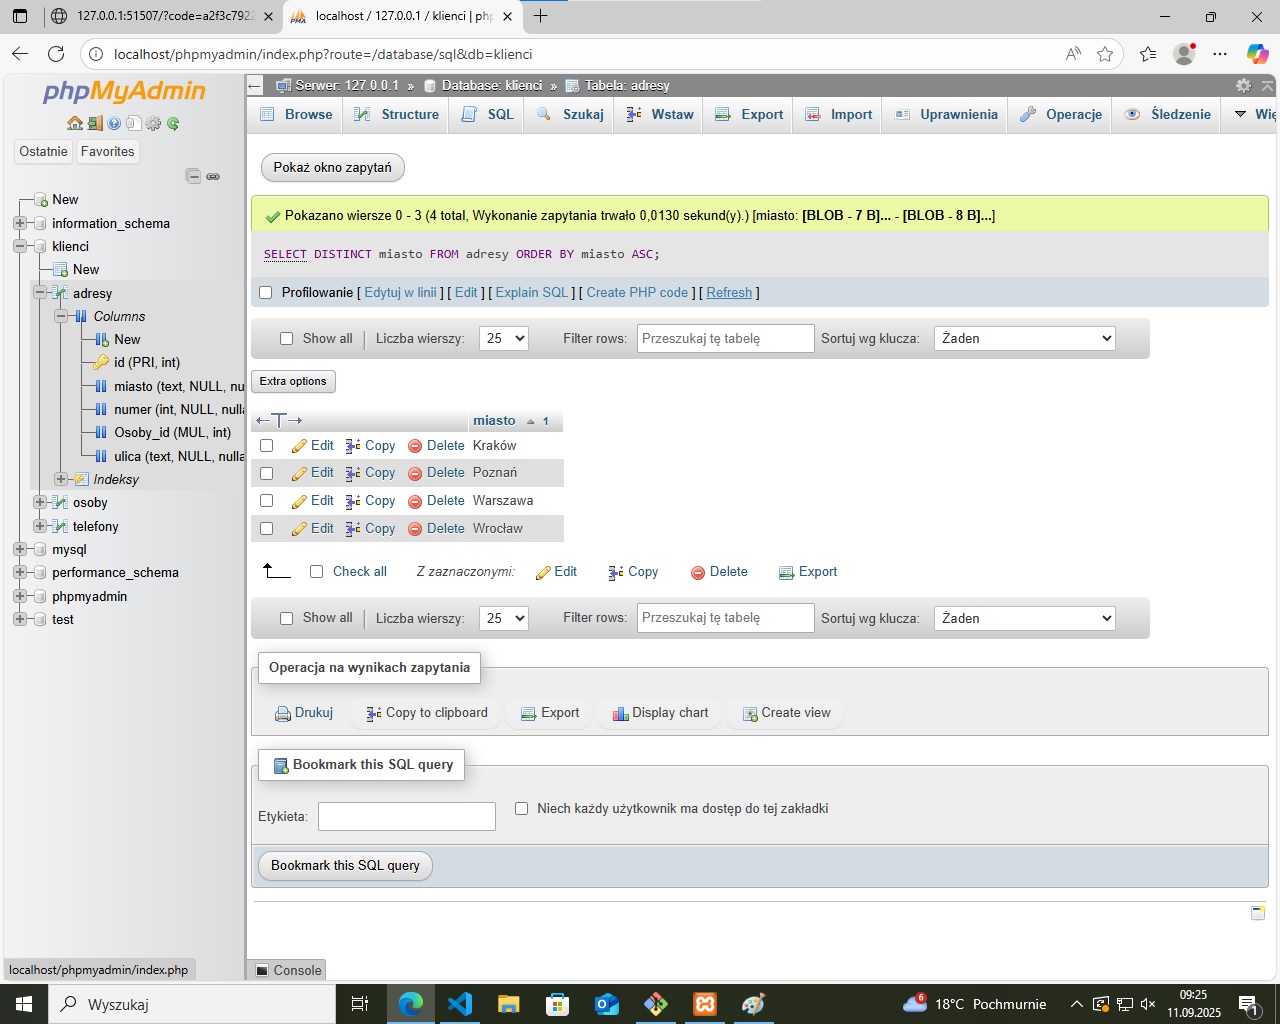 127.0.0.1:51507/?code=a2f3c7922
localhost / 127.0.0.1 / klienci | php
localhost/phpmyadmin/index.php?route=/database/sql&db=klienci
phpMyAdmin
Ostatnie
Favorites
New
information_schema
klienci
New
adresy
Columns
New
id (PRI, int)
miasto (text, NULL, nu
numer (int, NULL, nulla
Osoby_id (MUL, int)
ulica (text, NULL, nulla
Indeksy
osoby
telefony
mysql
performance_schema
phpmyadmin
test
Serwer: 127.0.0.1 » Database: klienci » Tabela: adresy
Browse Structure SQL Szukaj Wstaw Export Import Uprawnienia Operacje Śledzenie Wię
Pokaż okno zapytań
Pokazano wiersze 0 - 3 (4 total, Wykonanie zapytania trwało 0,0130 sekund(y).) [miasto: [BLOB - 7 B]... - [BLOB - 8 B]...]
SELECT DISTINCT miasto FROM adresy ORDER BY miasto ASC;
Profilowanie [ Edytuj w linii ] [ Edit ] [ Explain SQL ] [ Create PHP code ] [ Refresh ]
Show all Liczba wierszy: 25 Filter rows: Przeszukaj tę tabelę Sortuj wg klucza: Żaden
Extra options
←T→ miasto 1
Edit Copy Delete Kraków
Edit Copy Delete Poznań
Edit Copy Delete Warszawa
Edit Copy Delete Wrocław
Check all Z zaznaczonymi: Edit Copy Delete Export
Show all Liczba wierszy: 25 Filter rows: Przeszukaj tę tabelę Sortuj wg klucza: Żaden
Operacja na wynikach zapytania
Drukuj Copy to clipboard Export Display chart Create view
Bookmark this SQL query
Etykieta: Niech każdy użytkownik ma dostęp do tej zakładki
Bookmark this SQL query
localhost/phpmyadmin/index.php
Console
Wyszukaj
6
18°C Pochmurnie
09:25
11.09.2025
1